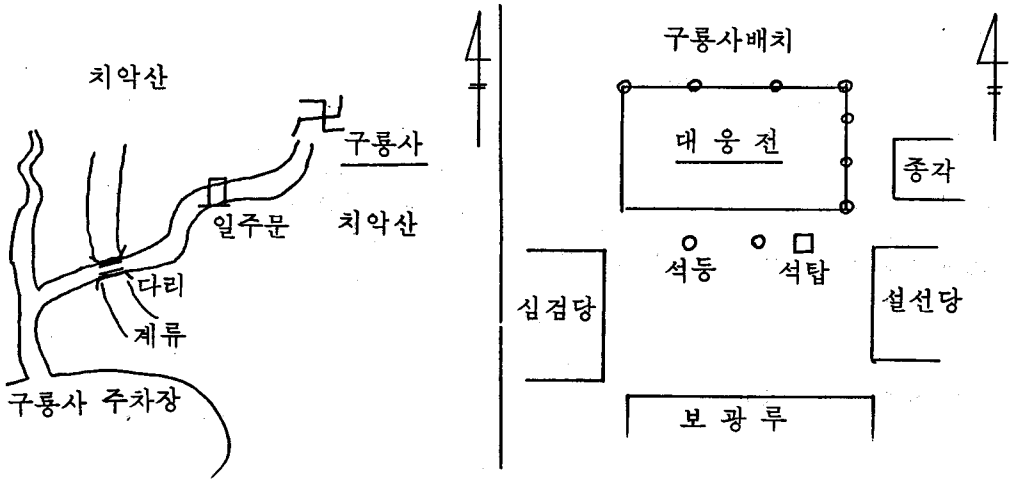 치악산
구룡사
일주문
치악산
다리
계류
구룡사 주차장
구룡사배치
대웅전
종각
석등
석탑
심검당
설선당
보광루